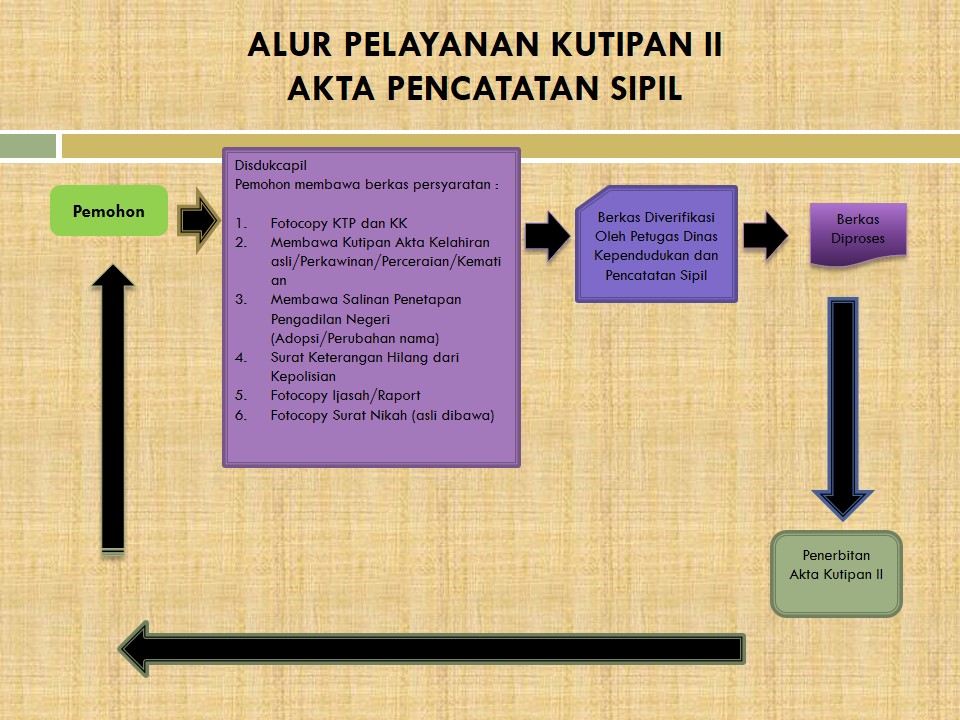 ALUR PELAYANAN KUTIPAN II
AKTA PENCATATAN SIPIL
Pemohon
Disdukcapil
Pemohon membawa berkas persyaratan :
1. Fotocopy KTP dan KK
2. Membawa Kutipan Akta Kelahiran
asli/Perkawinan/Perceraian/Kemati
an
3. Membawa Salinan Penetapan
Pengadilan Negeri
(Adopsi/Perubahan nama)
4. Surat Keterangan Hilang dari
Kepolisian
5. Fotocopy Ijasah/Raport
6. Fotocopy Surat Nikah (asli dibawa)
Berkas Diverifikasi
Oleh Petugas Dinas
Kependudukan dan
Pencatatan Sipil
Berkas
Diproses
Penerbitan
Akta Kutipan II